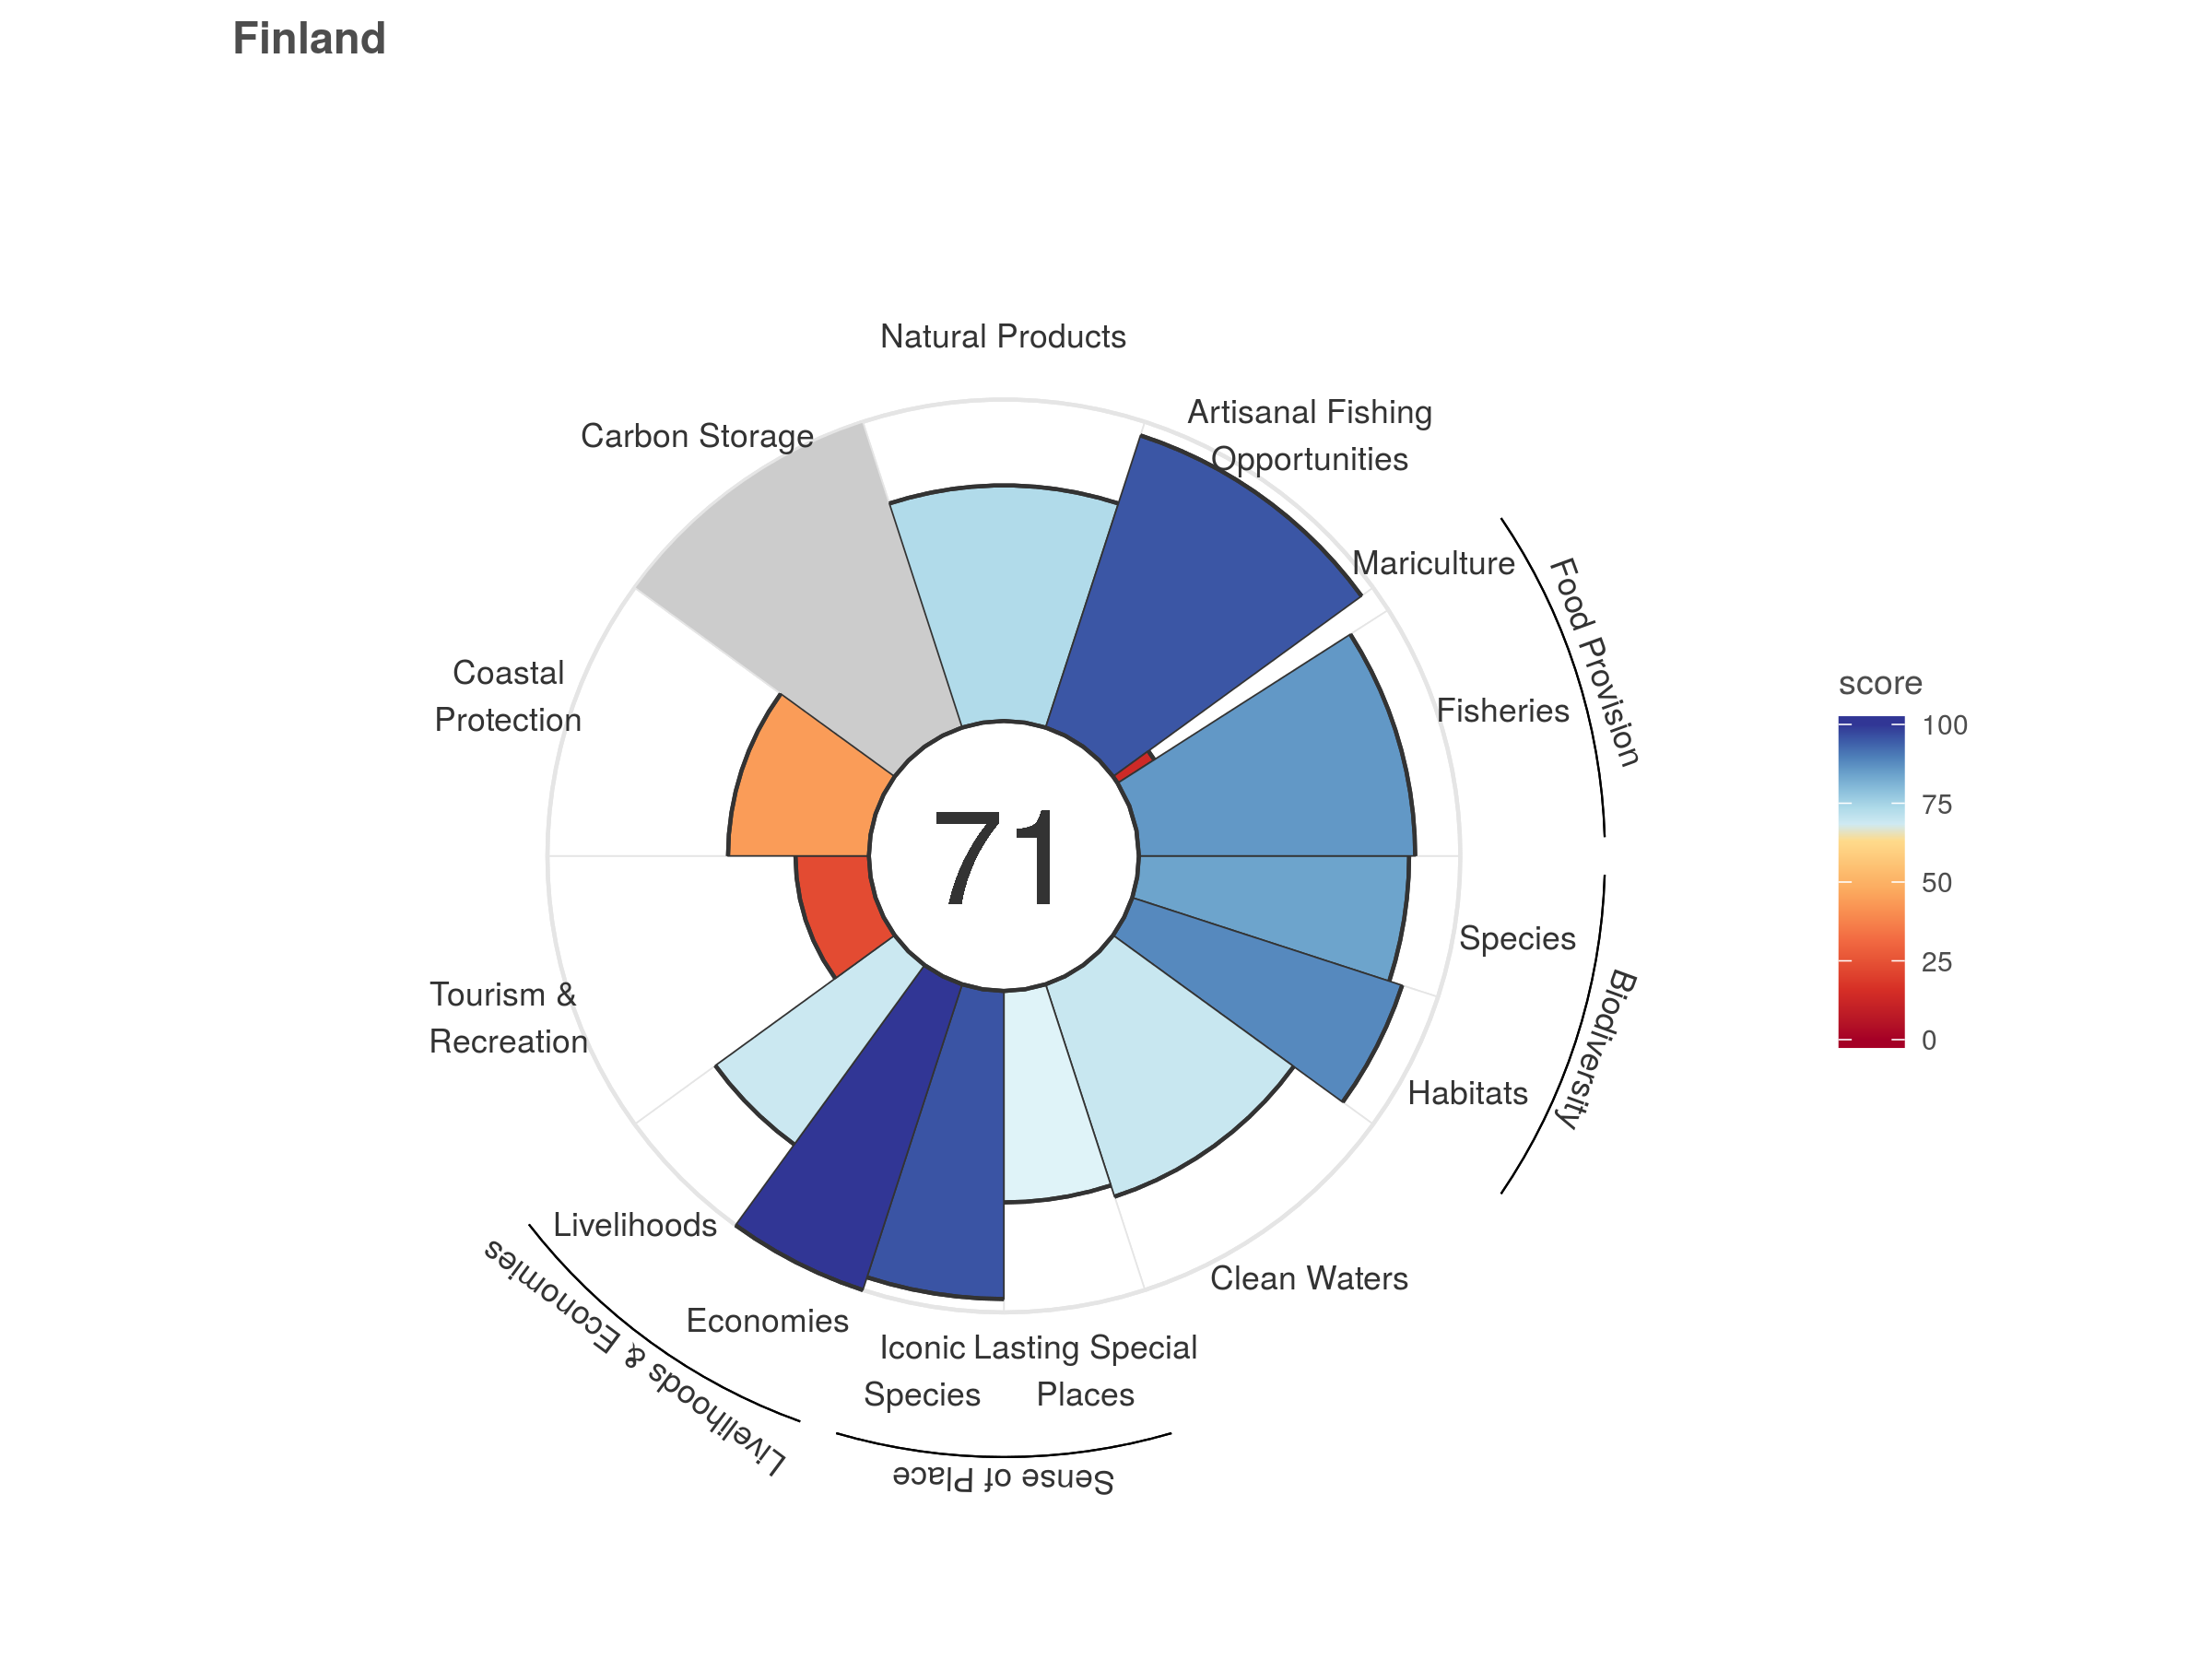 Finland
Natural Products
Artisanal Fishing
Opportunities
Carbon Storage
Mariculture
Food Provision
Coastal
Protection
Fisheries
71
Species
Biodiversity
Tourism &
Recreation
Habitats
Livelihoods
Clean Waters
Economies
Livelihoods & Economies
Iconic
Species
Lasting Special
Places
Sense of Place
score
100
75
50
25
0